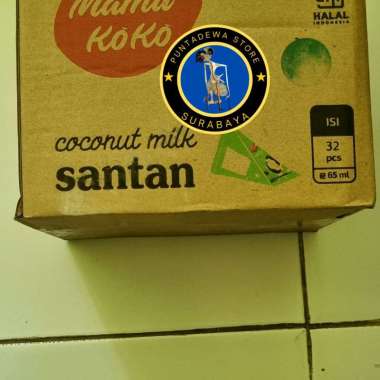 Mama
KoKo
HALAL
INDONESIA
PUNTADEWA STORE
SURABAYA
coconut milk
santan
ISI
32
pcs
@ 65 ml